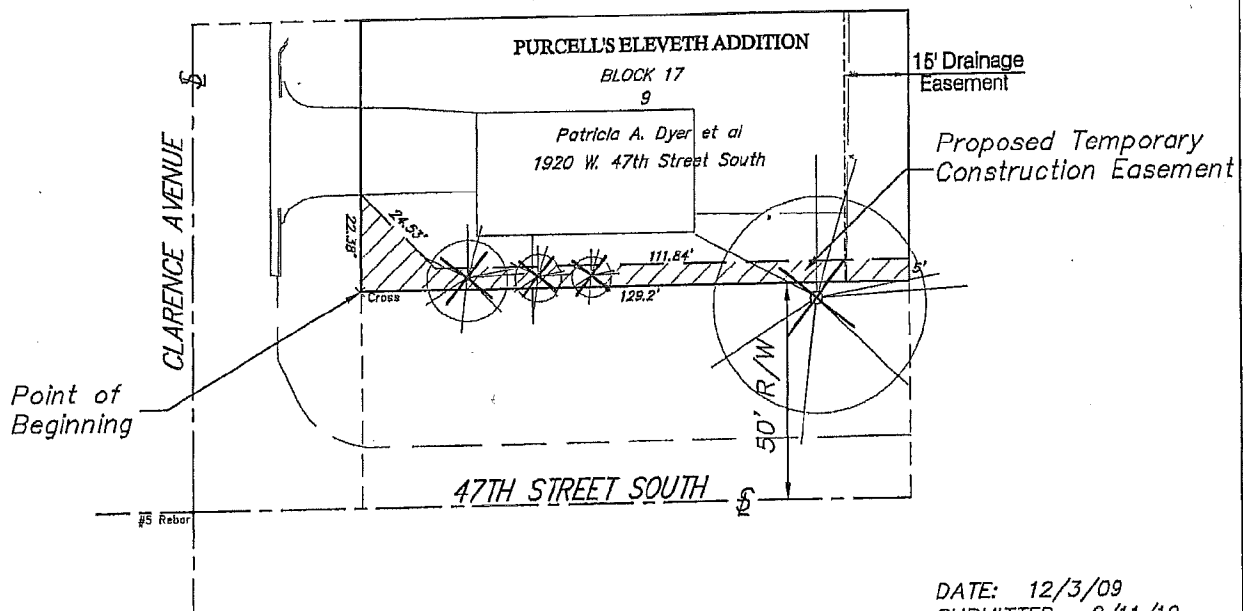 PURCELL'S ELEVETH ADDITION
BLOCK 17
9
Patricia A. Dyer et al
1920 W. 47th Street South
15' Drainage
Easement
Proposed Temporary
Construction Easement
CLARENCE AVENUE
22.38'
24.53'
111.84'
5'
Cross
129.2'
Point of
Beginning
50' R/W
47TH STREET SOUTH
#5 Rebar
DATE: 12/3/09